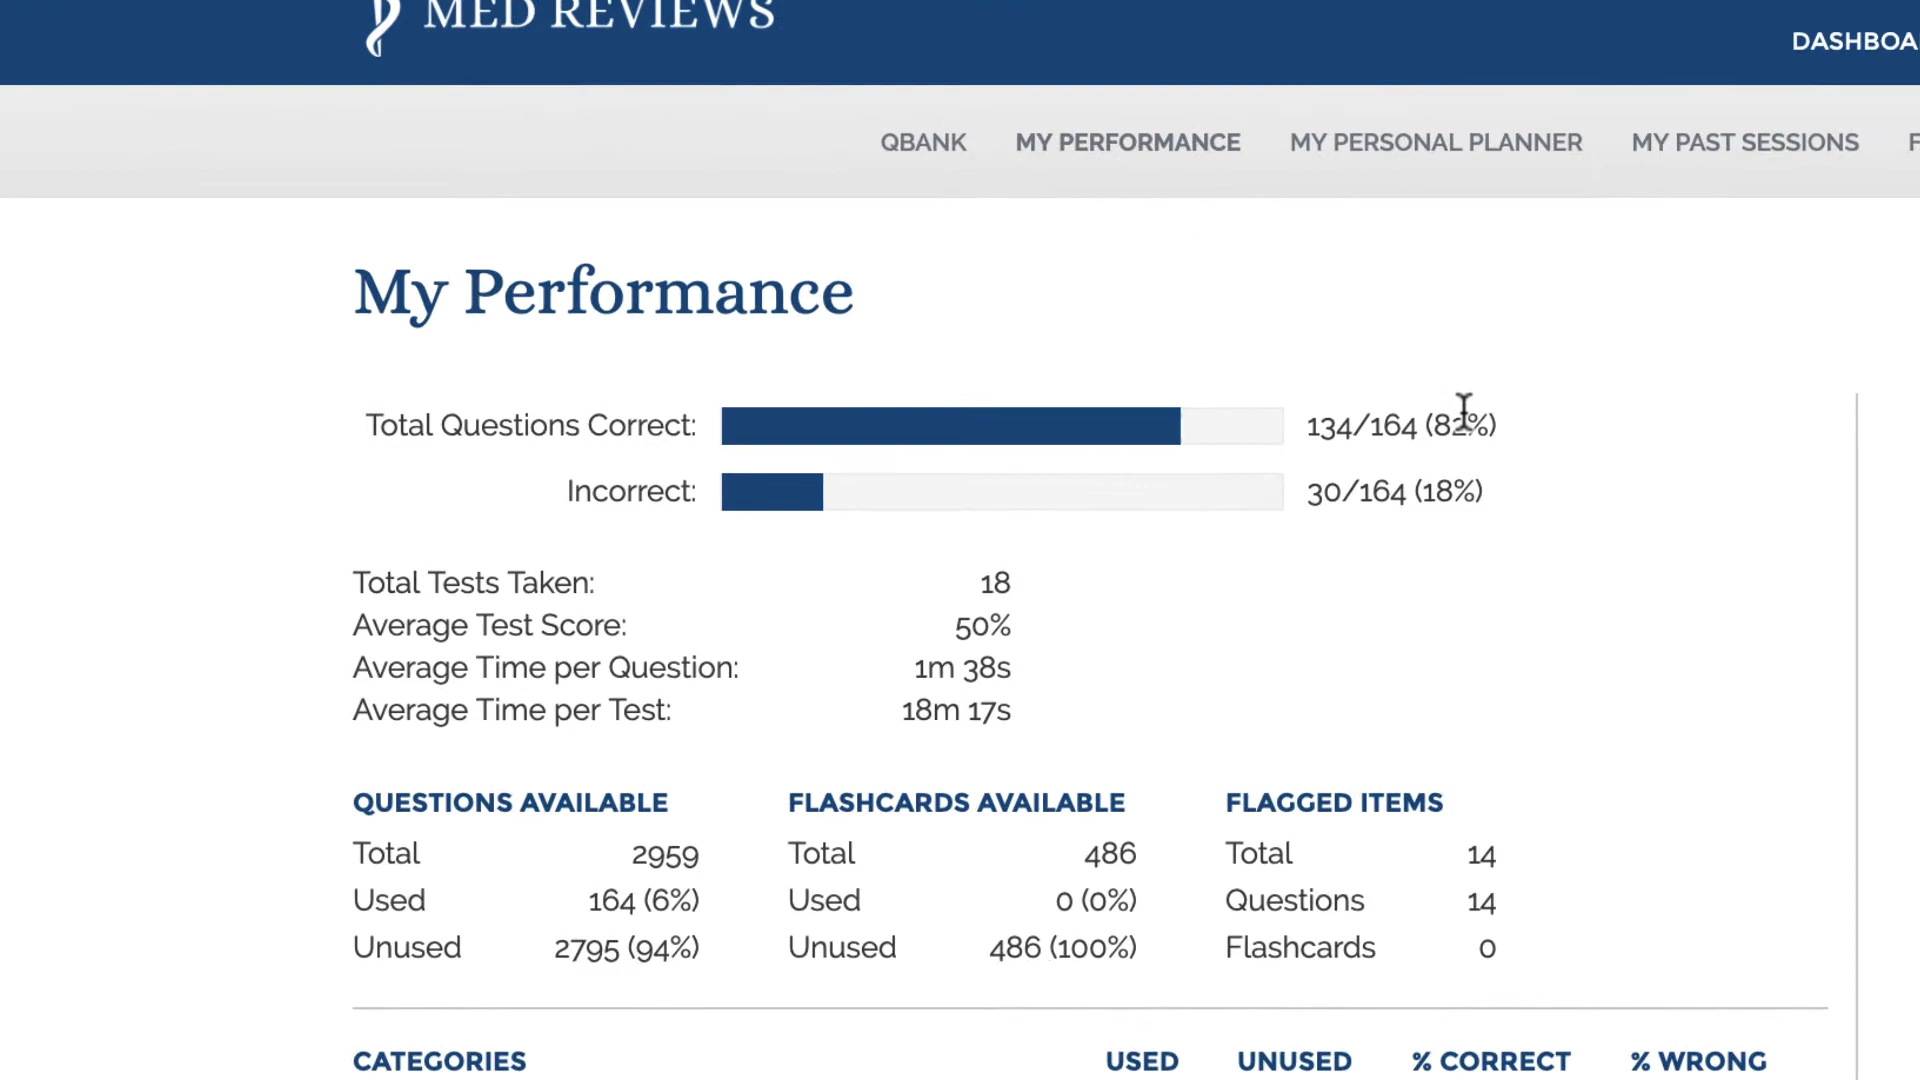 MED REVIEWS
DASHBOA
QBANK MY PERFORMANCE MY PERSONAL PLANNER MY PAST SESSIONS F
My Performance
Total Questions Correct: 134/164 (82%)
Incorrect: 30/164 (18%)
Total Tests Taken: 18
Average Test Score: 50%
Average Time per Question: 1m 38s
Average Time per Test: 18m 17s
QUESTIONS AVAILABLE FLASHCARDS AVAILABLE FLAGGED ITEMS
Total 2959 Total 486 Total 14
Used 164 (6%) Used 0 (0%) Questions 14
Unused 2795 (94%) Unused 486 (100%) Flashcards 0
CATEGORIES USED UNUSED % CORRECT % WRONG